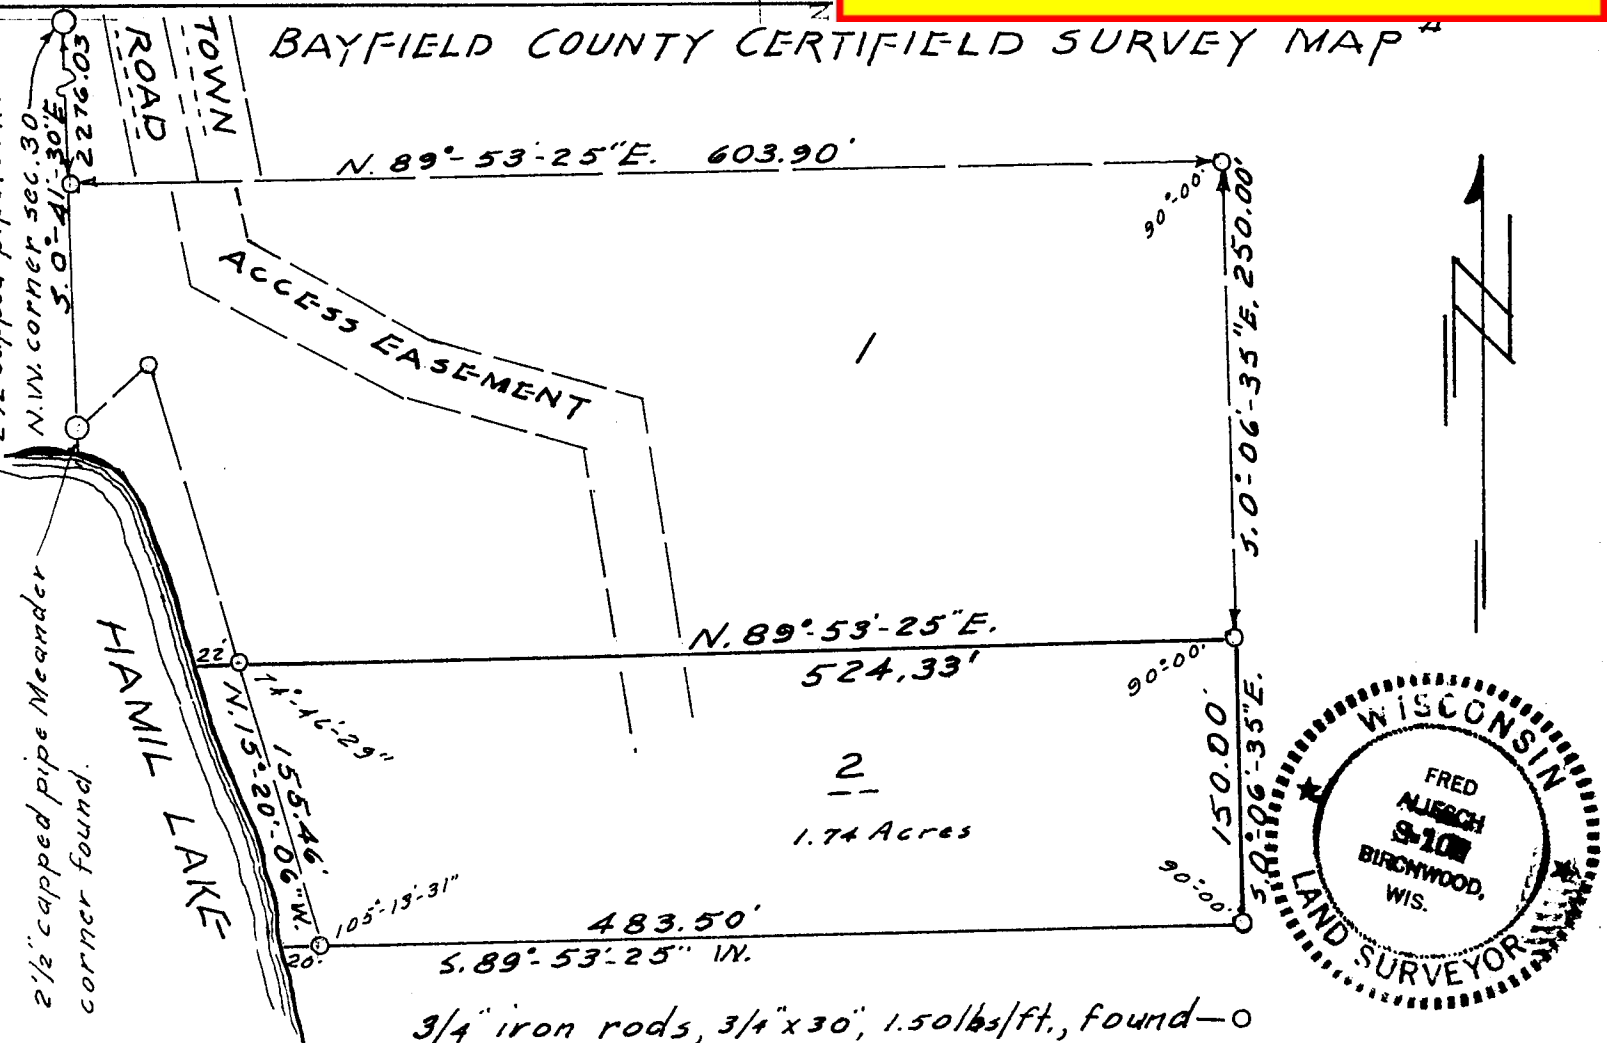 BAYFIELD COUNTY CERTIFIELD SURVEY MAP #
TOWN
ROAD
N.W. corner sec. 30
S. 0°-41'-30"E
2276.03
N. 89°-53'-25"E. 603.90'
90°-00'
S. 0°-06'-35"E. 250.00'
ACCESS EASEMENT
1
N
2 1/2" capped pipe Meander
corner found.
HAMIL LAKE
22'
N. 89°-53'-25"E.
524.33'
90°-00'
74°-46'-29"
N. 15°-20'-06"W.
155.46'
2
1.74 Acres
150.00'
S. 0°-06'-35"E.
105°-13'-31"
90°-00'
20'
483.50'
S. 89°-53'-25" W.
WISCONSIN
FRED
BIRCHWOOD,
WIS.
LAND SURVEYOR
3/4" iron rods, 3/4"x30", 1.50lbs/ft., found—O